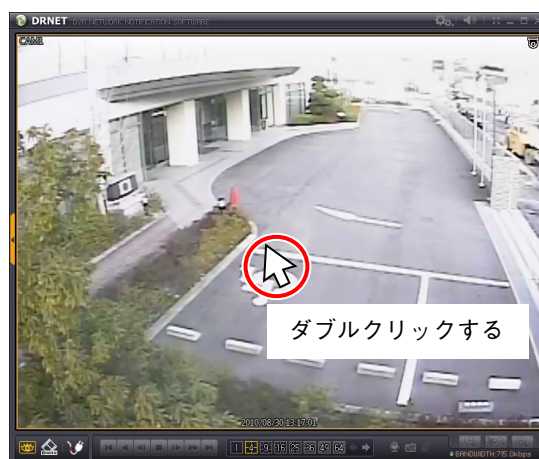 DRNET DVR NETWORK NOTIFICATION SOFTWARE
CAM1
ダブルクリックする
2010/08/30 13:17:01
1 4 9 16 25 36 49 64
BANDWIDTH:715.0kbps